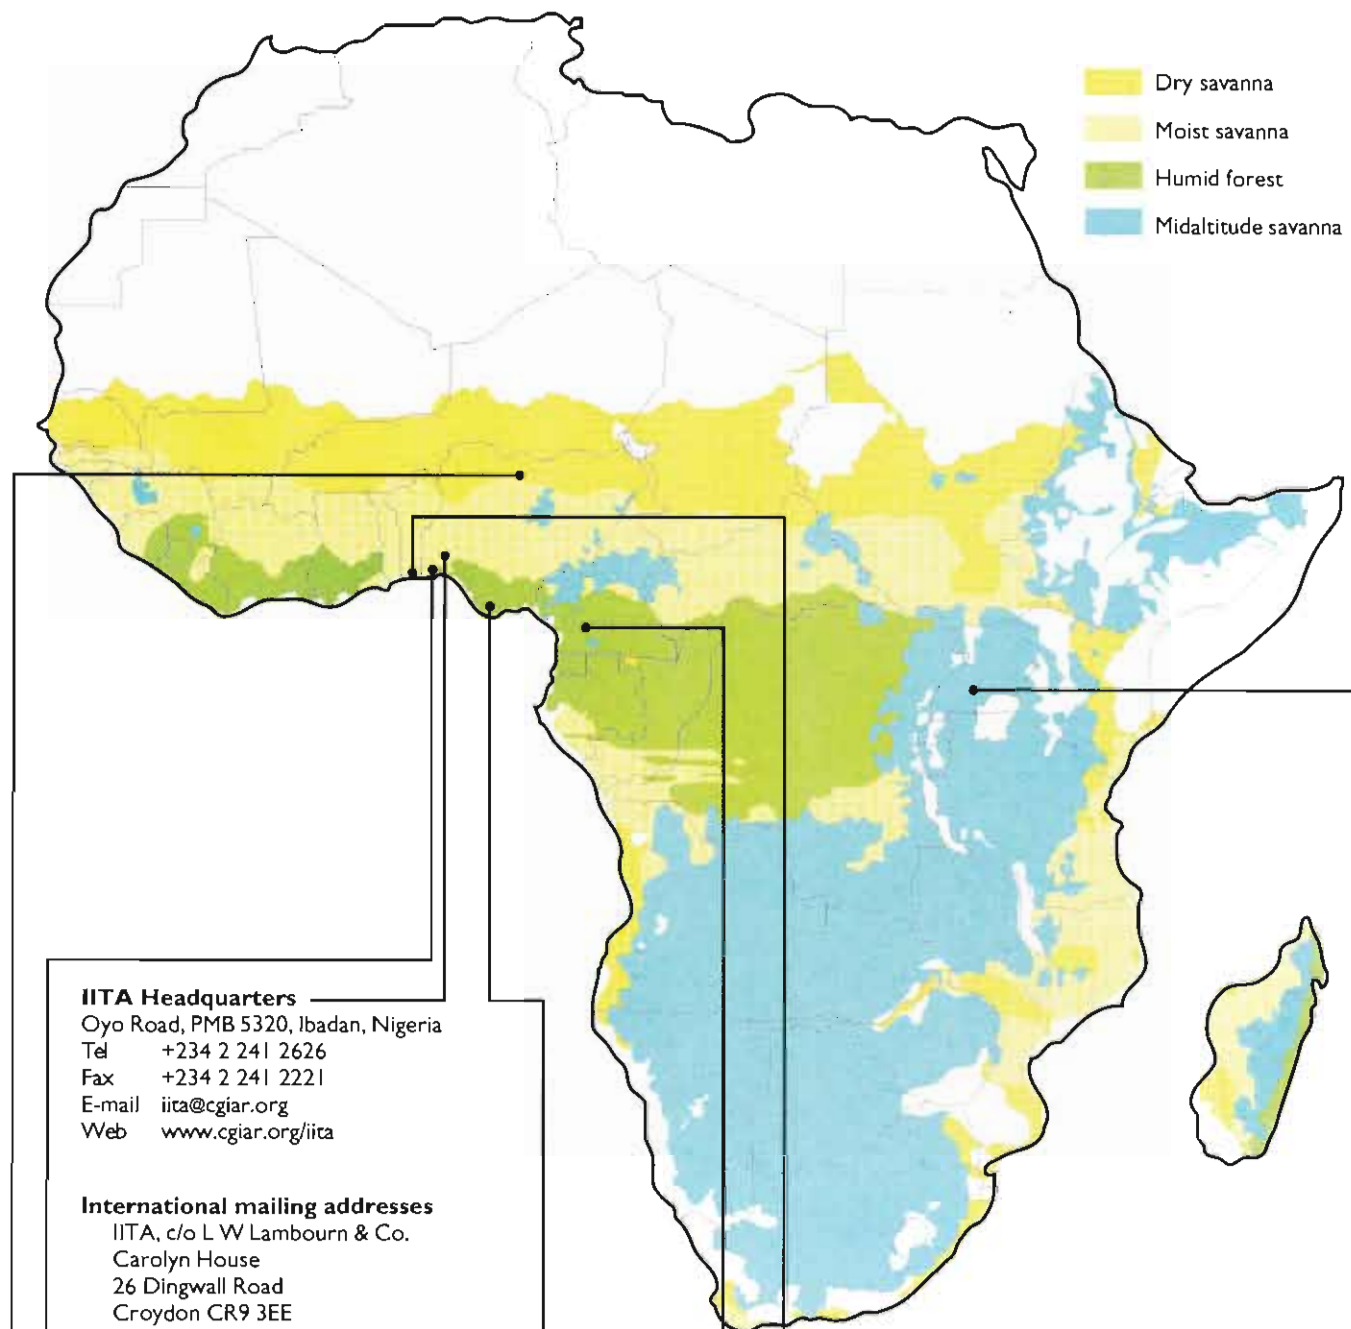 Dry savanna
Moist savanna
Humid forest
Midaltitude savanna
IITA Headquarters
Oyo Road, PMB 5320, Ibadan, Nigeria
Tel +234 2 241 2626
Fax +234 2 241 2221
E-mail iita@cgiar.org
Web www.cgiar.org/iita
International mailing addresses
IITA, c/o L W Lambourn & Co.
Carolyn House
26 Dingwall Road
Croydon CR9 3EE